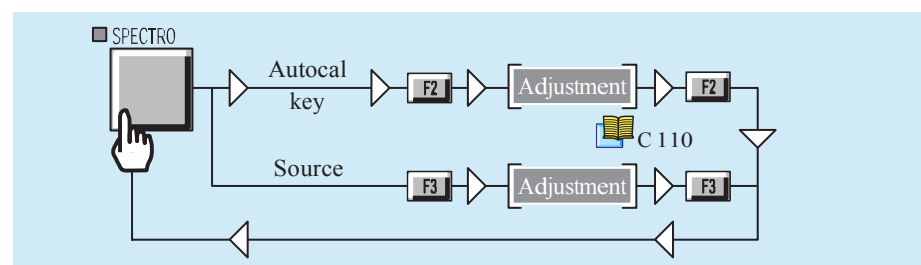 SPECTRO
Autocal
key
F2
Adjustment
F2
C 110
Source
F3
Adjustment
F3